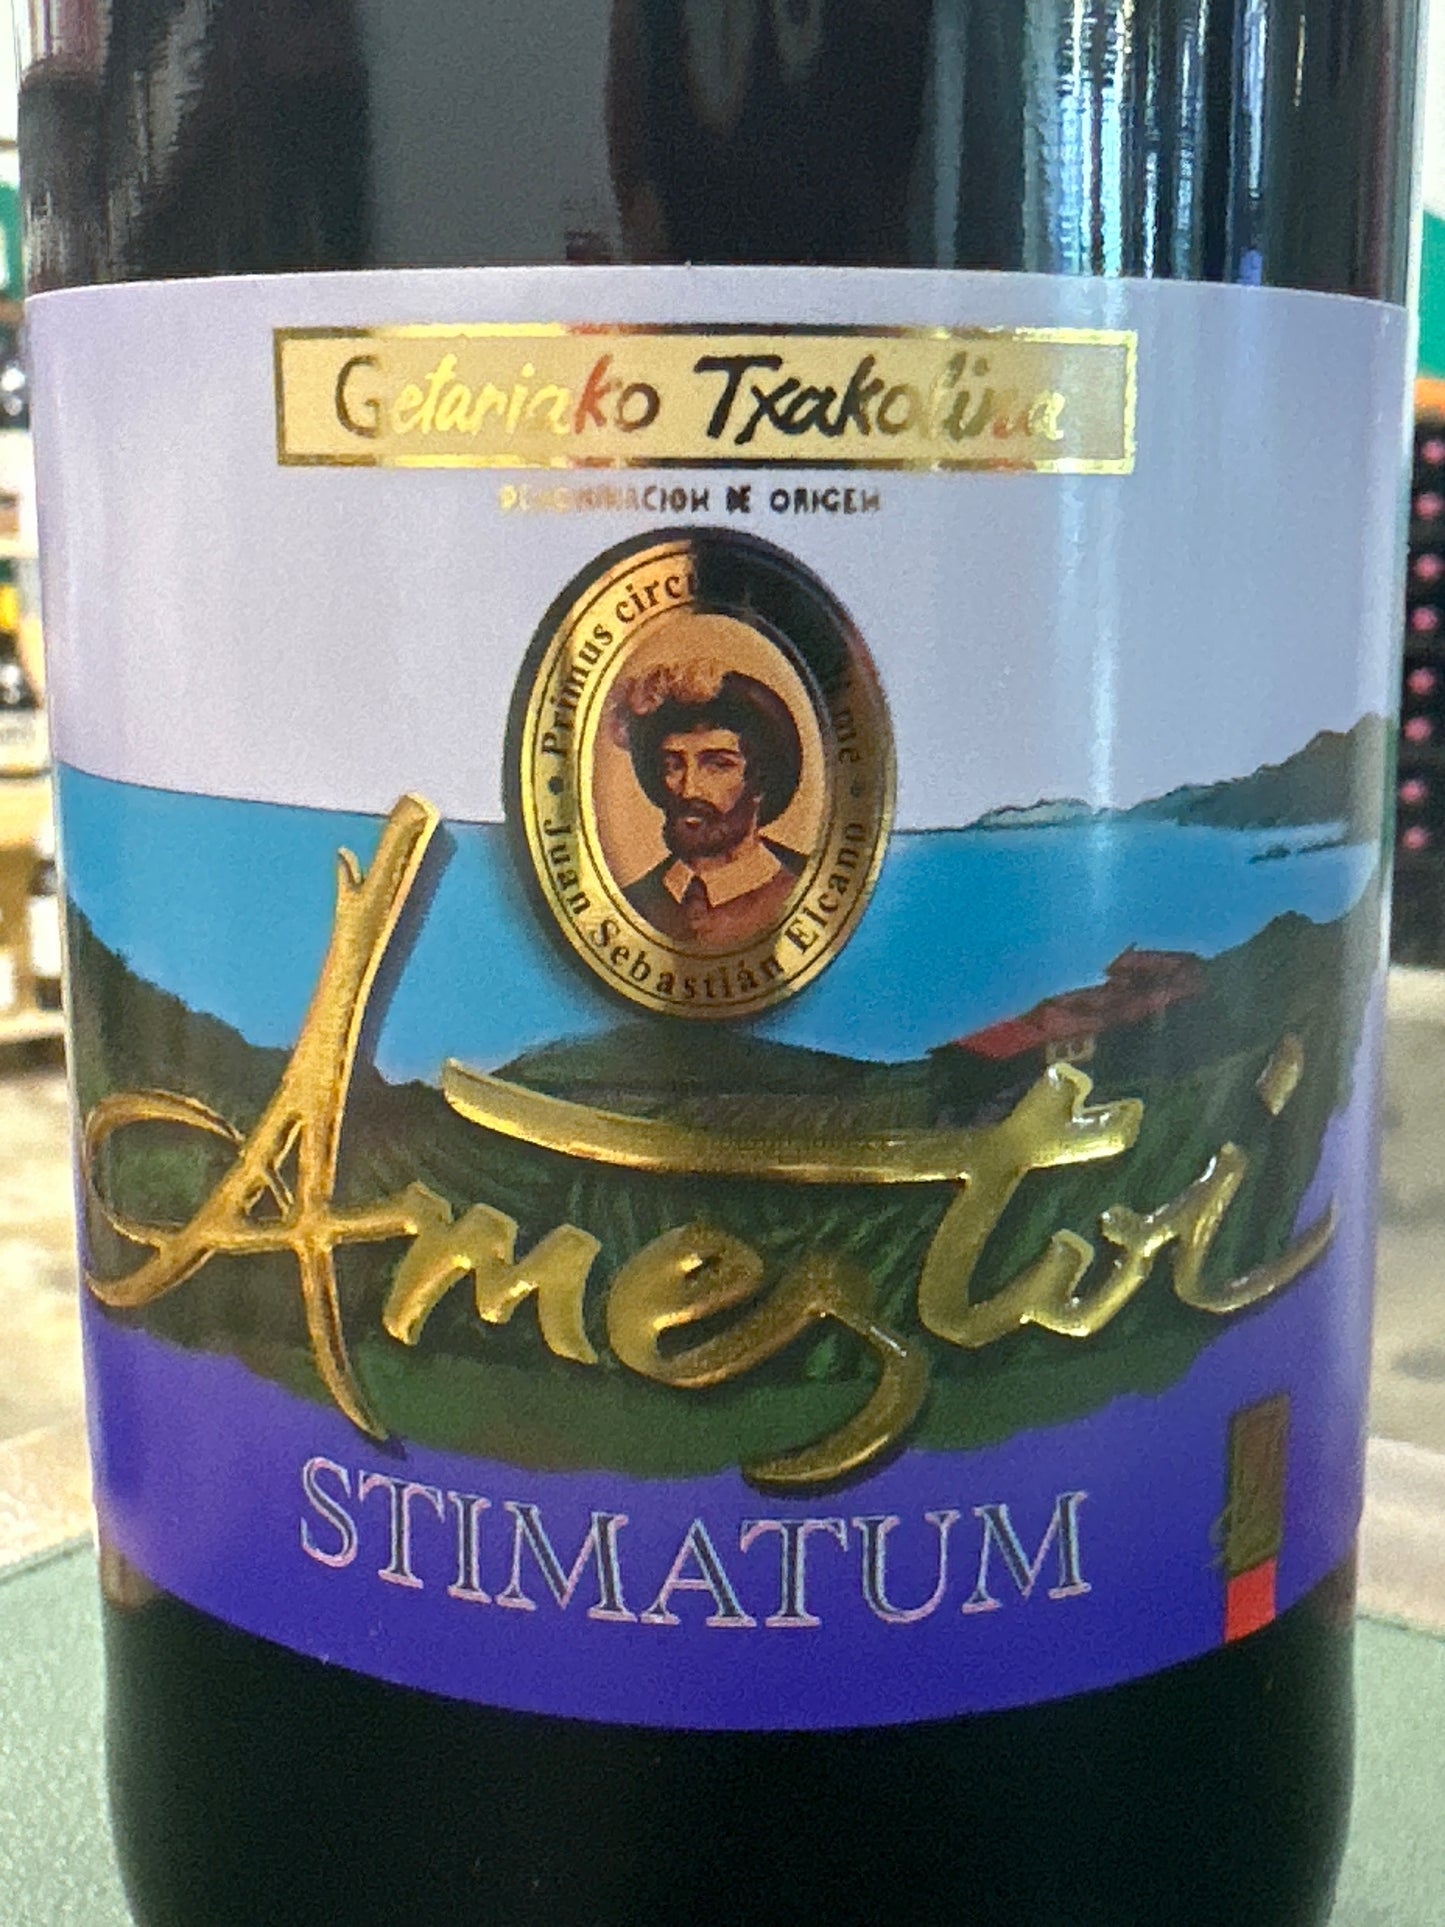 Getariako Txakolina
DENOMINACION DE ORIGEN
• Primus circ
me •
Juan Sebastián Elcano
Ameztoi
STIMATUM